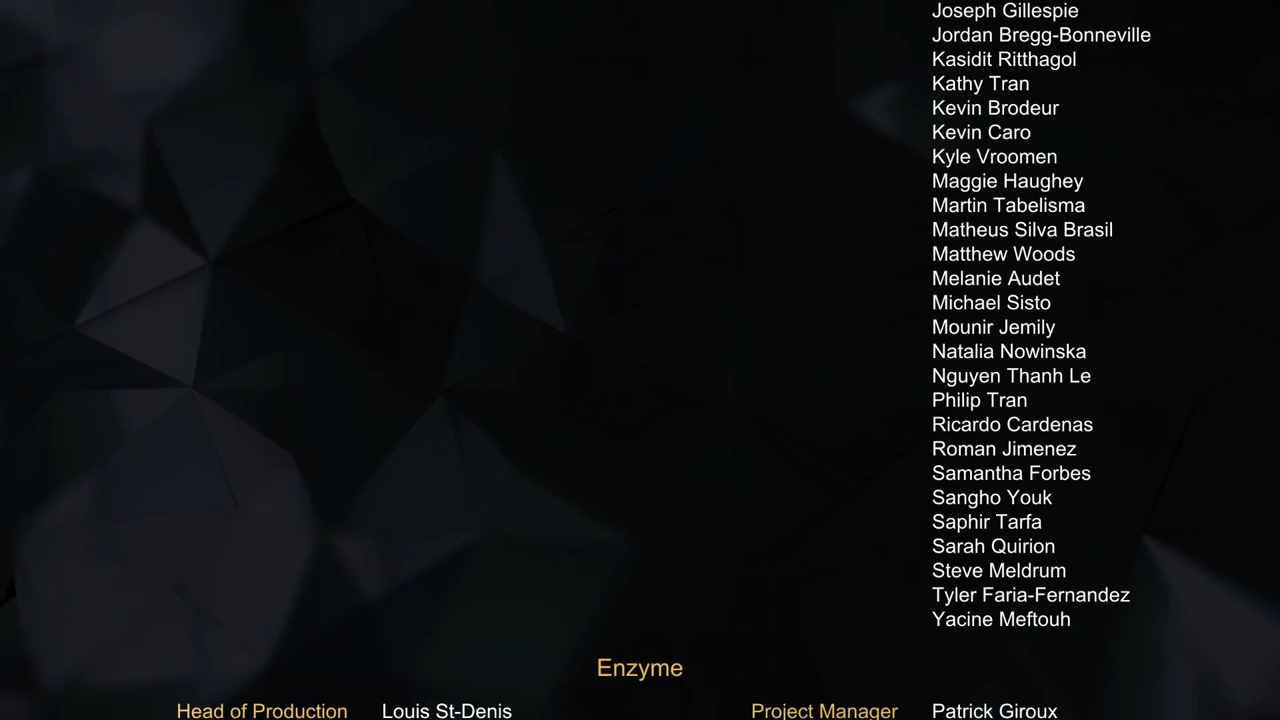 Joseph Gillespie
Jordan Bregg-Bonneville
Kasidit Ritthagol
Kathy Tran
Kevin Brodeur
Kevin Caro
Kyle Vroomen
Maggie Haughey
Martin Tabelisma
Matheus Silva Brasil
Matthew Woods
Melanie Audet
Michael Sisto
Mounir Jemily
Natalia Nowinska
Nguyen Thanh Le
Philip Tran
Ricardo Cardenas
Roman Jimenez
Samantha Forbes
Sangho Youk
Saphir Tarfa
Sarah Quirion
Steve Meldrum
Tyler Faria-Fernandez
Yacine Meftouh
Enzyme
Head of Production Louis St-Denis Project Manager Patrick Giroux